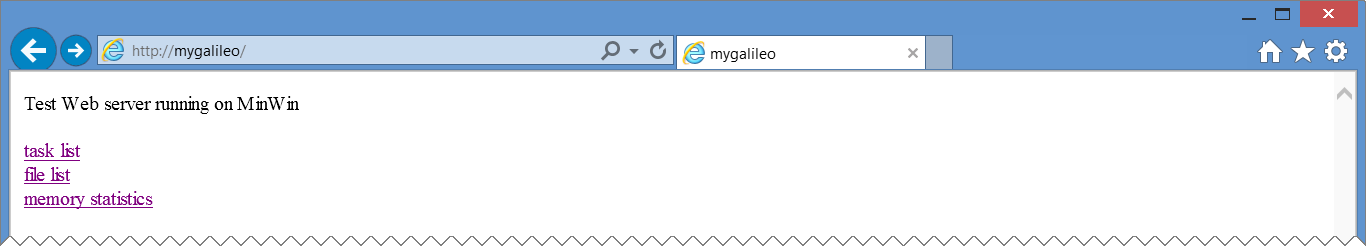 http://mygalileo/
mygalileo
Test Web server running on MinWin
task list
file list
memory statistics